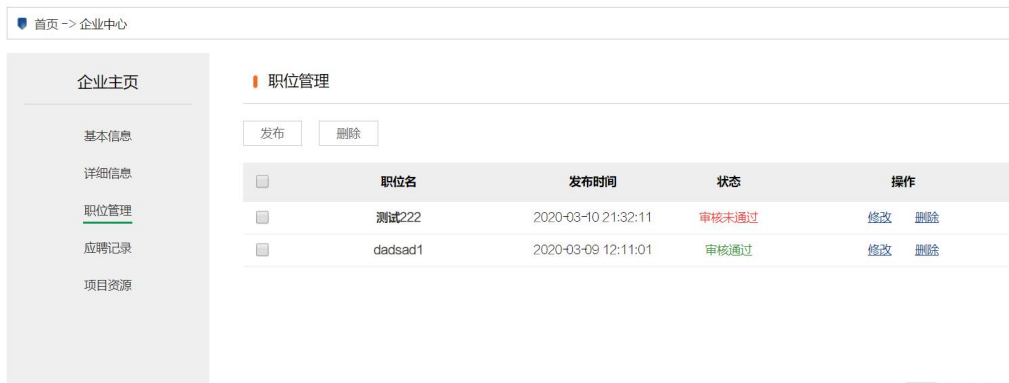 首页 -> 企业中心
企业主页
基本信息
详细信息
职位管理
应聘记录
项目资源
职位管理
发布 删除
职位名 发布时间 状态 操作
测试222 2020-03-10 21:32:11 审核未通过 修改 删除
dadsad1 2020-03-09 12:11:01 审核通过 修改 删除